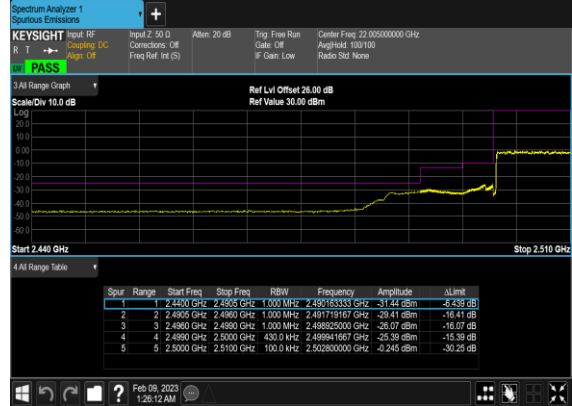 Spectrum Analyzer 1
Spurious Emissions
+
KEYSIGHT Input: RF Input Z: 50 Ω Atten: 20 dB Trig: Free Run Center Freq: 22.005000000 GHz
R T Coupling: DC Corrections: Off Gate: Off Avg|Hold: 100/100
Align: Off Freq Ref: Int (S) IF Gain: Low Radio Std: None
PASS
3 All Range Graph
Ref Lvl Offset 26.00 dB
Scale/Div 10.0 dB Ref Value 30.00 dBm
Log
20.0
10.0
0.00
-10.0
-20.0
-30.0
-40.0
-50.0
-60.0
Start 2.440 GHz Stop 2.510 GHz
4 All Range Table
Spur Range Start Freq Stop Freq RBW Frequency Amplitude ΔLimit
1 1 2.4400 GHz 2.4905 GHz 1.000 MHz 2.490163333 GHz -31.44 dBm -6.439 dB
2 2 2.4905 GHz 2.4960 GHz 1.000 MHz 2.491719167 GHz -29.41 dBm -16.41 dB
3 3 2.4960 GHz 2.4990 GHz 1.000 MHz 2.498925000 GHz -26.07 dBm -16.07 dB
4 4 2.4990 GHz 2.5000 GHz 430.0 kHz 2.499941667 GHz -25.39 dBm -15.39 dB
5 5 2.5000 GHz 2.5100 GHz 100.0 kHz 2.502800000 GHz -0.245 dBm -30.25 dB
? Feb 09, 2023
1:26:12 AM